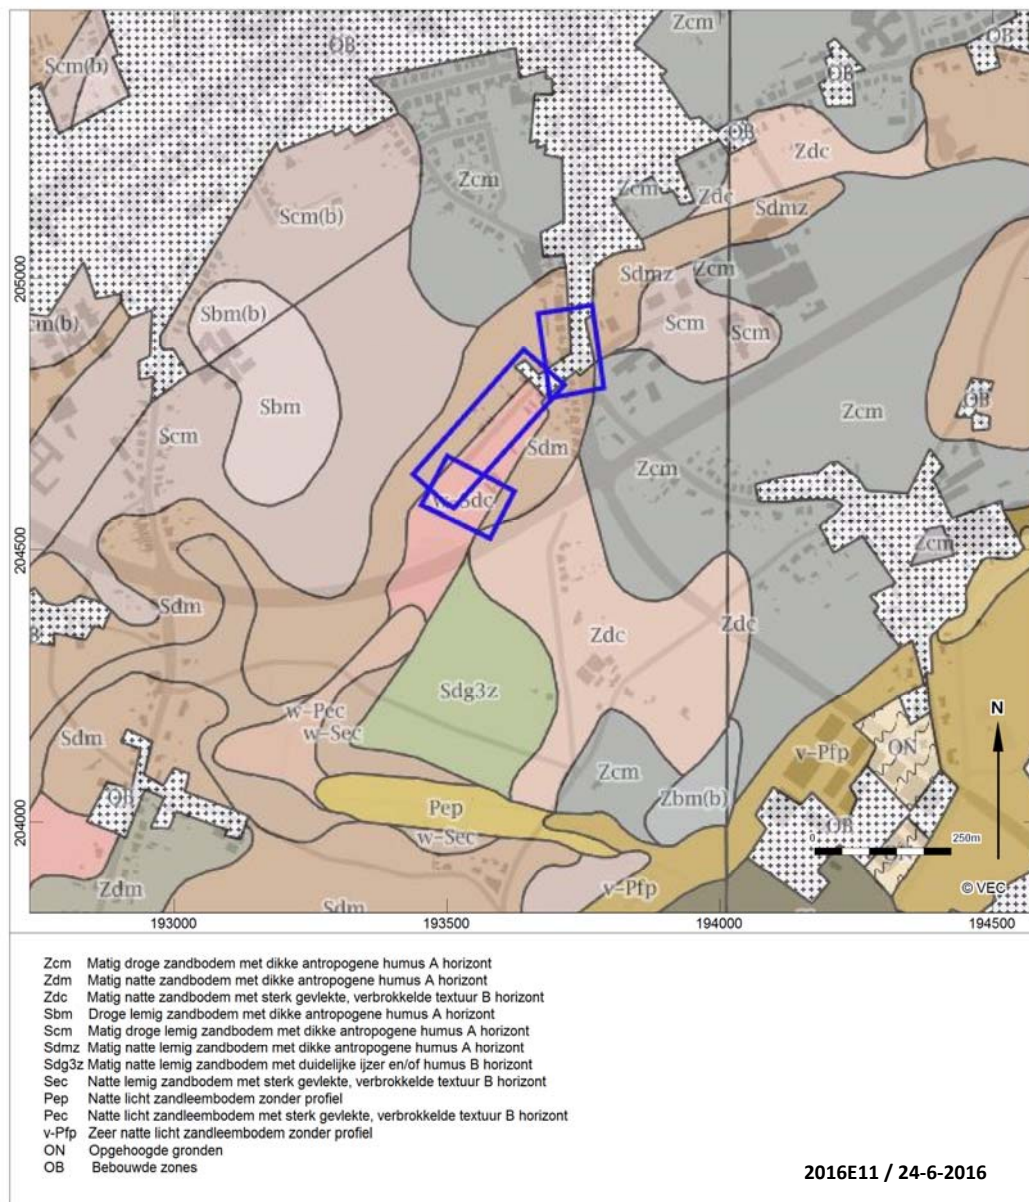 Zcm
OB
OB
Scm(b)
OB
OB
Zdc
Zcm
Zcm
Zdc
Sdmz
Scm(b)
205000
Sdmz
Zcm
Sbm(b)
Scm
Scm
cm(b)
Sbm
OB
Zcm
Scm
Sdm
Zcm
w-Sdc
204500
Zcm
Sdm
Zdc
Zdc
B
Sdg3z
w-Pec
w-Sec
Sdm
v-Pfp
ON
N
Zcm
OB
Zbm(b)
Pep
204000
OB
0
250m
w-Sec
ON
Zdm
v-Pfp
© VEC
Sdm
193000
193500
194000
194500
Zcm Matig droge zandbodem met dikke antropogene humus A horizont
Zdm Matig natte zandbodem met dikke antropogene humus A horizont
Zdc Matig natte zandbodem met sterk gevlekte, verbrokkelde textuur B horizont
Sbm Droge lemig zandbodem met dikke antropogene humus A horizont
Scm Matig droge lemig zandbodem met dikke antropogene humus A horizont
Sdmz Matig natte lemig zandbodem met dikke antropogene humus A horizont
Sdg3z Matig natte lemig zandbodem met duidelijke ijzer en/of humus B horizont
Sec Natte lemig zandbodem met sterk gevlekte, verbrokkelde textuur B horizont
Pep Natte licht zandleembodem zonder profiel
Pec Natte licht zandleembodem met sterk gevlekte, verbrokkelde textuur B horizont
v-Pfp Zeer natte licht zandleembodem zonder profiel
ON Opgehoogde gronden
OB Bebouwde zones
2016E11 / 24-6-2016